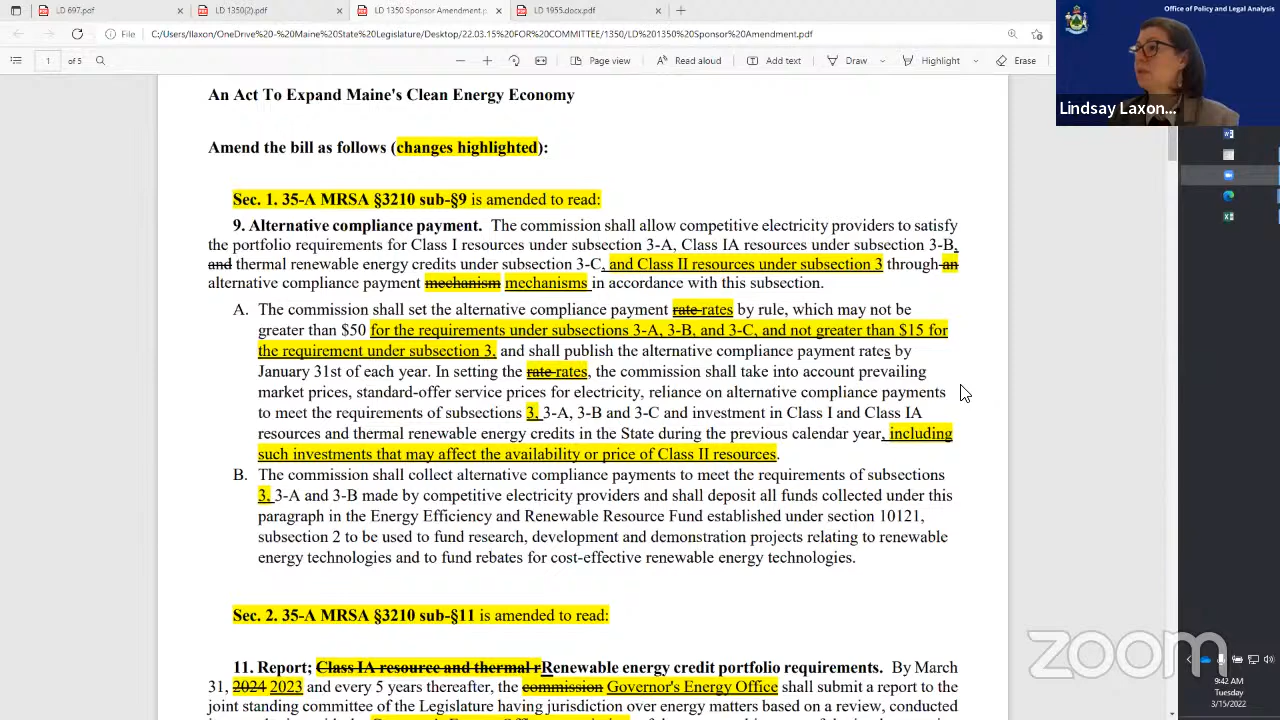 LD 697.pdf
LD 1350(2).pdf
LD 1350 Sponsor Amendment.p
LD 1955.docx.pdf
Office of Policy and Legal Analysis
File
C:/Users/llaxon/OneDrive%20-%20Maine%20State%20Legislature/Desktop/22.03.15%20FOR%20COMMITTEE/1350/LD%201350%20Sponsor%20Amendment.pdf
1 of 5
Page view
Read aloud
Add text
Draw
Highlight
Erase
Lindsay Laxon...
An Act To Expand Maine's Clean Energy Economy
Amend the bill as follows (changes highlighted):
Sec. 1. 35-A MRSA §3210 sub-§9 is amended to read:
9. Alternative compliance payment. The commission shall allow competitive electricity providers to satisfy
the portfolio requirements for Class I resources under subsection 3-A, Class IA resources under subsection 3-B,
and thermal renewable energy credits under subsection 3-C, and Class II resources under subsection 3 through an
alternative compliance payment mechanism mechanisms in accordance with this subsection.
A. The commission shall set the alternative compliance payment rate rates by rule, which may not be
greater than $50 for the requirements under subsections 3-A, 3-B, and 3-C, and not greater than $15 for
the requirement under subsection 3, and shall publish the alternative compliance payment rates by
January 31st of each year. In setting the rate rates, the commission shall take into account prevailing
market prices, standard-offer service prices for electricity, reliance on alternative compliance payments
to meet the requirements of subsections 3, 3-A, 3-B and 3-C and investment in Class I and Class IA
resources and thermal renewable energy credits in the State during the previous calendar year, including
such investments that may affect the availability or price of Class II resources.
B. The commission shall collect alternative compliance payments to meet the requirements of subsections
3, 3-A and 3-B made by competitive electricity providers and shall deposit all funds collected under this
paragraph in the Energy Efficiency and Renewable Resource Fund established under section 10121,
subsection 2 to be used to fund research, development and demonstration projects relating to renewable
energy technologies and to fund rebates for cost-effective renewable energy technologies.
Sec. 2. 35-A MRSA §3210 sub-§11 is amended to read:
11. Report; Class IA resource and thermal rRenewable energy credit portfolio requirements. By March
31, 2024 2023 and every 5 years thereafter, the commission Governor's Energy Office shall submit a report to the
joint standing committee of the Legislature having jurisdiction over energy matters based on a review, conducted
zoom
9:42 AM
Tuesday
3/15/2022